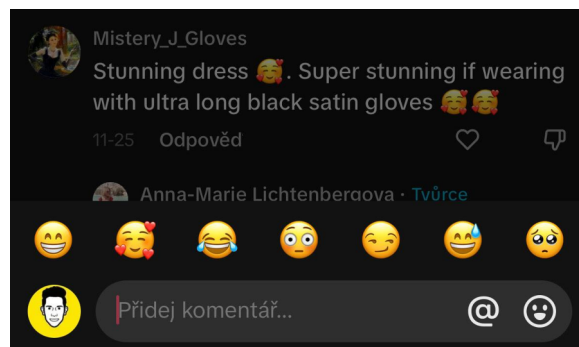 Mistery_J_Gloves
Stunning dress 🥰. Super stunning if wearing
with ultra long black satin gloves 🥰🥰
11-25 Odpověd
Anna-Marie Lichtenbergova · Tvůrce
Přidej komentář...